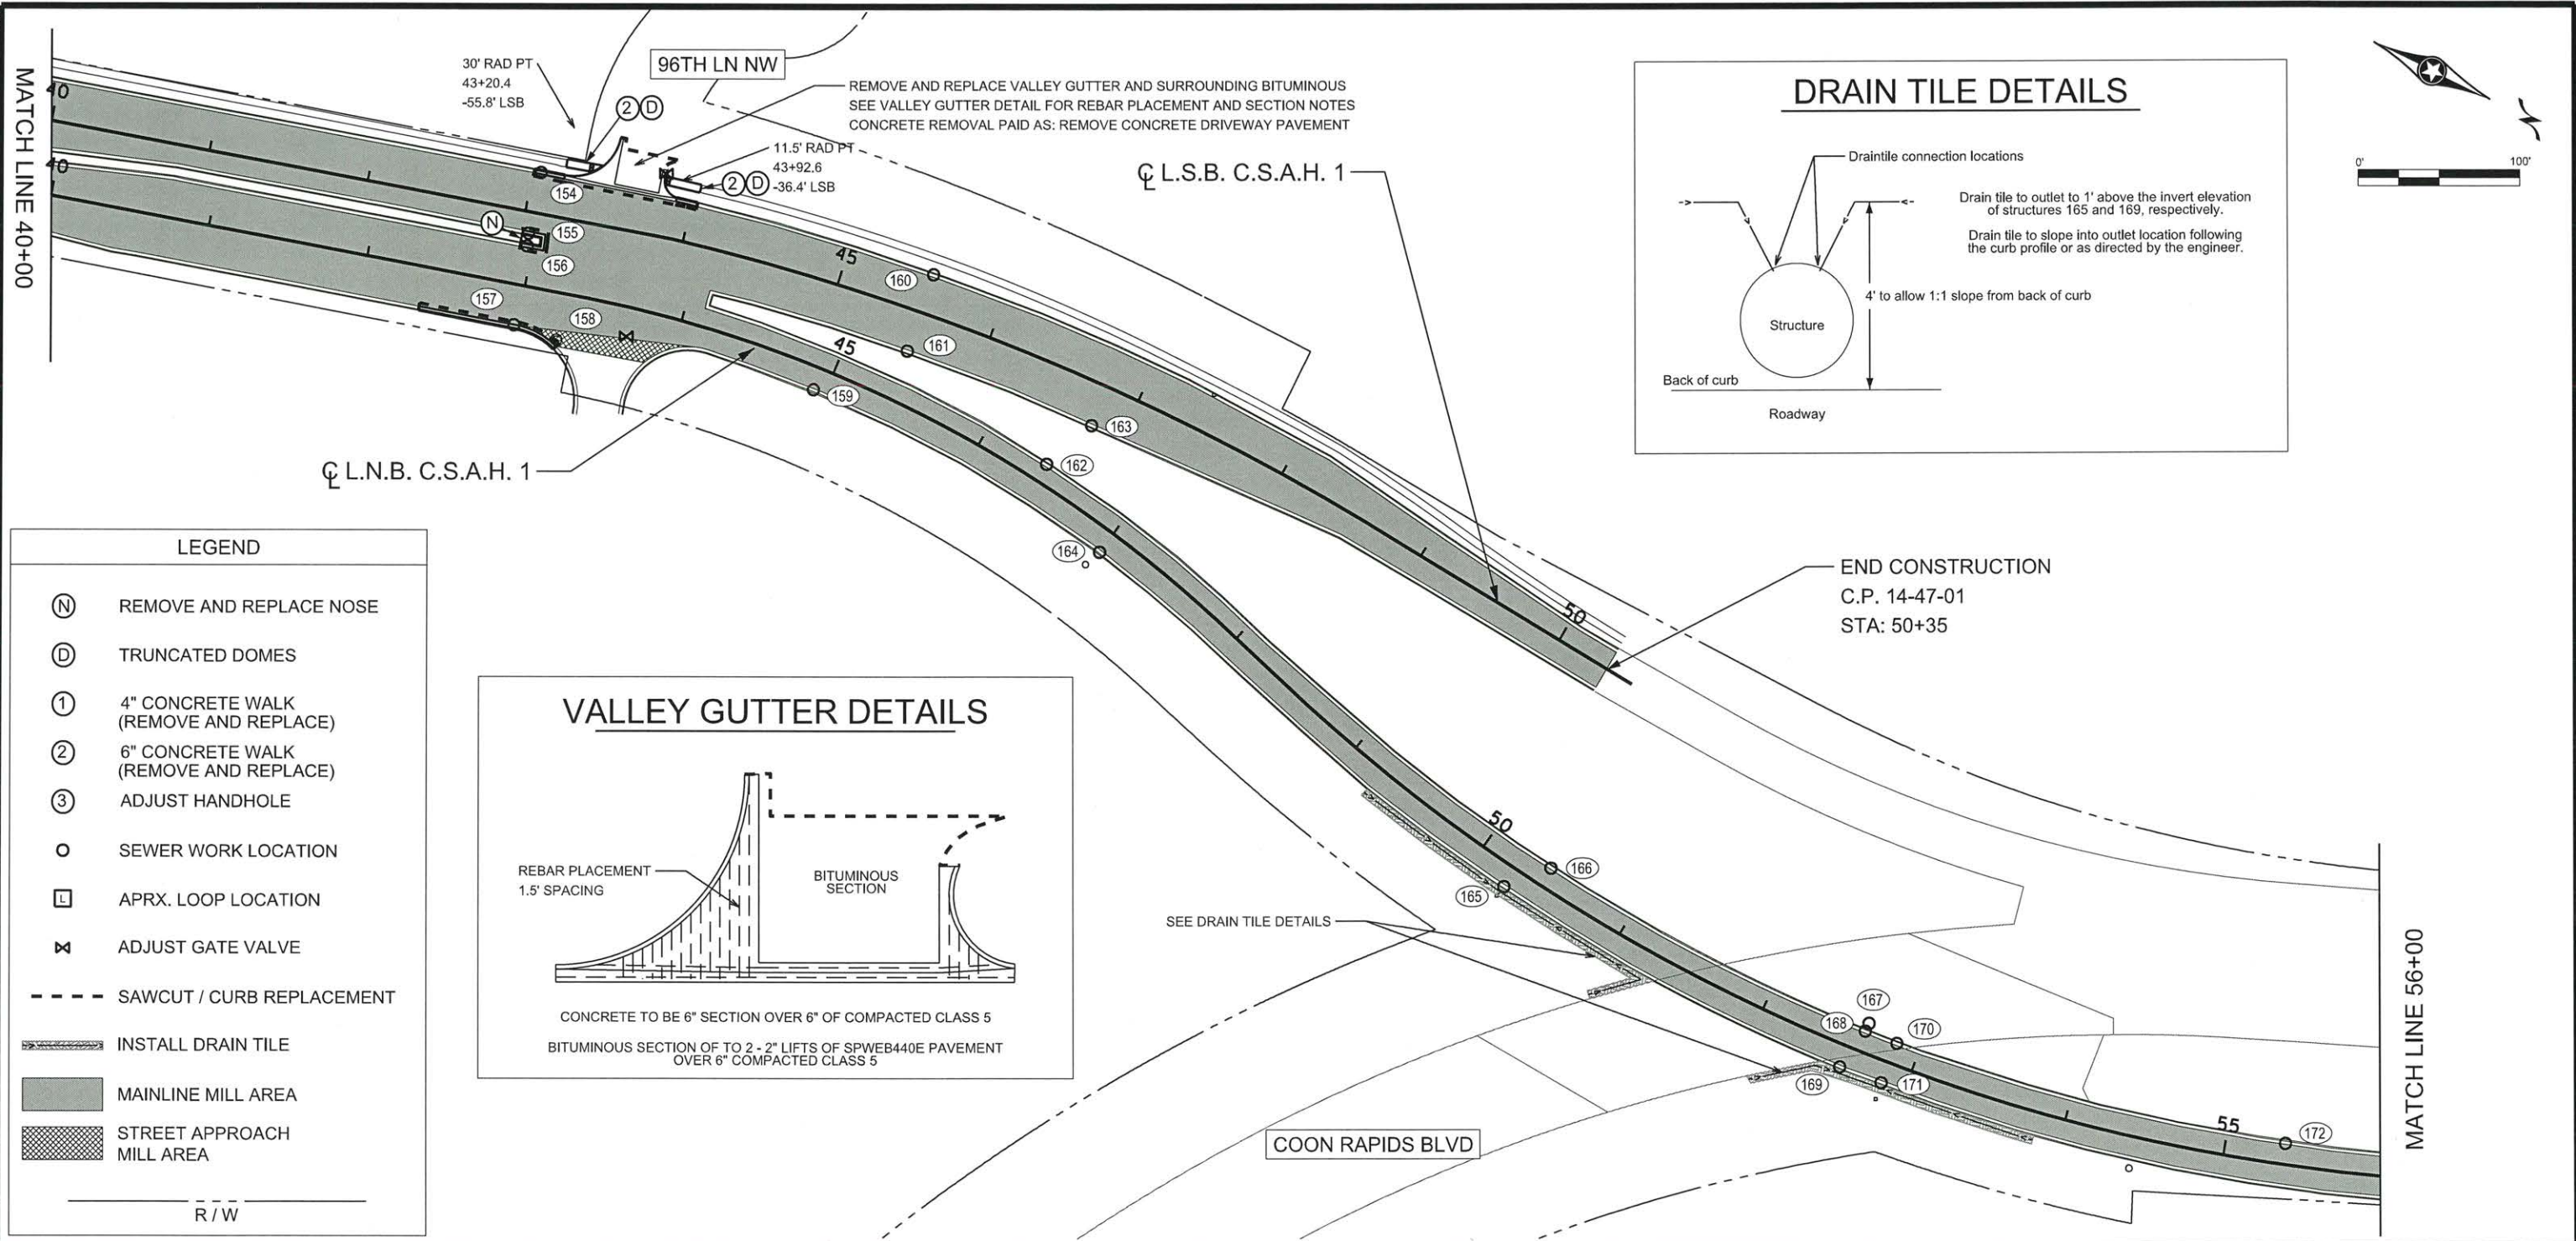 MATCH LINE 40+00
40
40
30' RAD PT
43+20.4
-55.8' LSB
96TH LN NW
2 D
REMOVE AND REPLACE VALLEY GUTTER AND SURROUNDING BITUMINOUS
SEE VALLEY GUTTER DETAIL FOR REBAR PLACEMENT AND SECTION NOTES
CONCRETE REMOVAL PAID AS: REMOVE CONCRETE DRIVEWAY PAVEMENT
11.5' RAD PT
43+92.6
2 D -36.4' LSB
154
N
155
156
157
158
45
160
45
161
159
163
162
164
℄ L.S.B. C.S.A.H. 1
℄ L.N.B. C.S.A.H. 1
DRAIN TILE DETAILS
Draintile connection locations
Drain tile to outlet to 1' above the invert elevation
of structures 165 and 169, respectively.
Drain tile to slope into outlet location following
the curb profile or as directed by the engineer.
4' to allow 1:1 slope from back of curb
Structure
Back of curb
Roadway
0' 100'
50
END CONSTRUCTION
C.P. 14-47-01
STA: 50+35
LEGEND
N REMOVE AND REPLACE NOSE
D TRUNCATED DOMES
1 4" CONCRETE WALK
(REMOVE AND REPLACE)
2 6" CONCRETE WALK
(REMOVE AND REPLACE)
3 ADJUST HANDHOLE
SEWER WORK LOCATION
L APRX. LOOP LOCATION
ADJUST GATE VALVE
SAWCUT / CURB REPLACEMENT
INSTALL DRAIN TILE
MAINLINE MILL AREA
STREET APPROACH
MILL AREA
R / W
VALLEY GUTTER DETAILS
REBAR PLACEMENT
1.5' SPACING
BITUMINOUS
SECTION
CONCRETE TO BE 6" SECTION OVER 6" OF COMPACTED CLASS 5
BITUMINOUS SECTION OF TO 2 - 2" LIFTS OF SPWEB440E PAVEMENT
OVER 6" COMPACTED CLASS 5
50
166
165
SEE DRAIN TILE DETAILS
167
168
170
169
171
COON RAPIDS BLVD
55
172
MATCH LINE 56+00